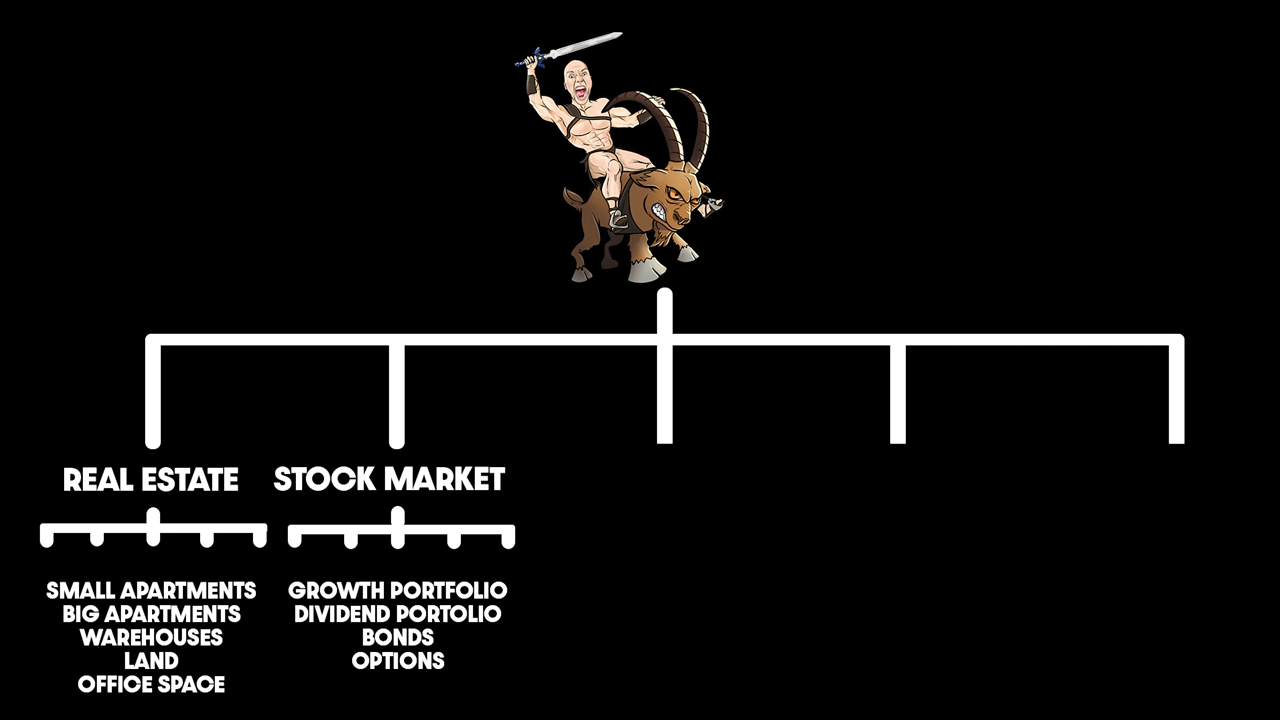 REAL ESTATE
STOCK MARKET
SMALL APARTMENTS
BIG APARTMENTS
WAREHOUSES
LAND
OFFICE SPACE
GROWTH PORTFOLIO
DIVIDEND PORTOLIO
BONDS
OPTIONS